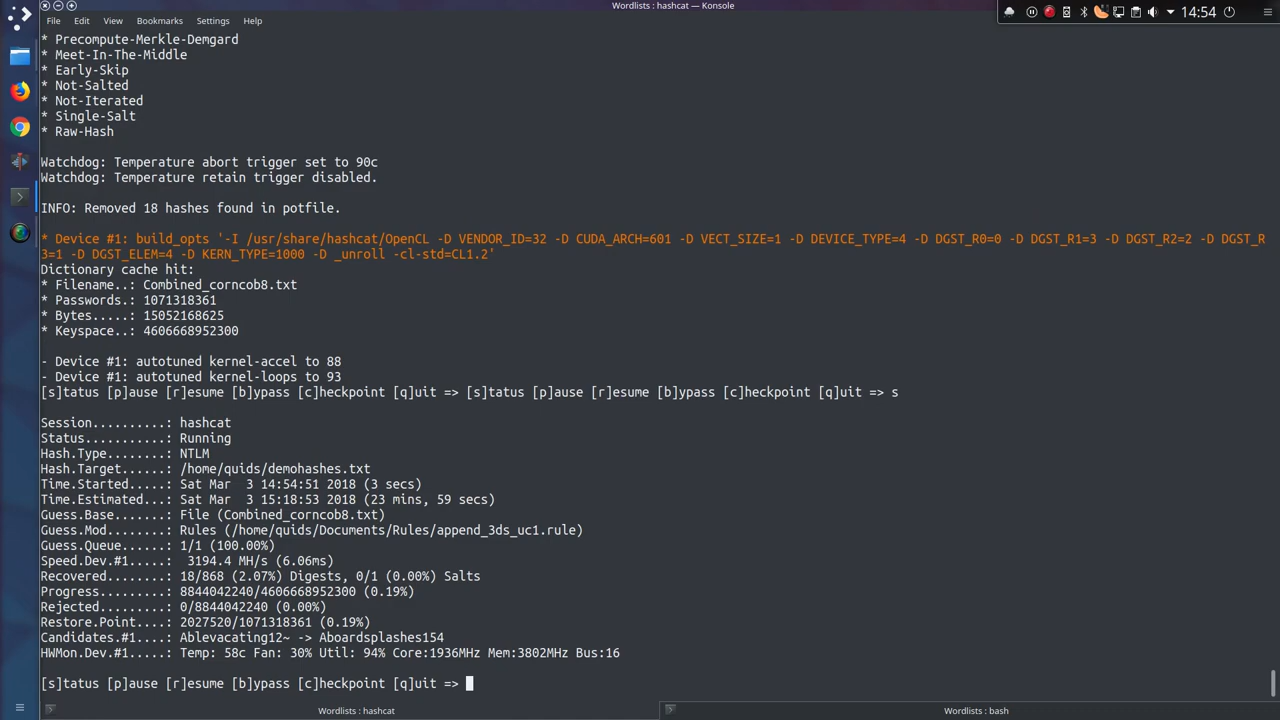 Wordlists : hashcat — Konsole
File Edit View Bookmarks Settings Help
14:54
* Precompute-Merkle-Demgard
* Meet-In-The-Middle
* Early-Skip
* Not-Salted
* Not-Iterated
* Single-Salt
* Raw-Hash
Watchdog: Temperature abort trigger set to 90c
Watchdog: Temperature retain trigger disabled.
INFO: Removed 18 hashes found in potfile.
* Device #1: build_opts '-I /usr/share/hashcat/OpenCL -D VENDOR_ID=32 -D CUDA_ARCH=601 -D VECT_SIZE=1 -D DEVICE_TYPE=4 -D DGST_R0=0 -D DGST_R1=3 -D DGST_R2=2 -D DGST_R
3=1 -D DGST_ELEM=4 -D KERN_TYPE=1000 -D _unroll -cl-std=CL1.2'
Dictionary cache hit:
* Filename..: Combined_corncob8.txt
* Passwords.: 1071318361
* Bytes.....: 15052168625
* Keyspace..: 4606668952300
- Device #1: autotuned kernel-accel to 88
- Device #1: autotuned kernel-loops to 93
[s]tatus [p]ause [r]esume [b]ypass [c]heckpoint [q]uit => [s]tatus [p]ause [r]esume [b]ypass [c]heckpoint [q]uit => s
Session..........: hashcat
Status...........: Running
Hash.Type........: NTLM
Hash.Target......: /home/quids/demohashes.txt
Time.Started.....: Sat Mar  3 14:54:51 2018 (3 secs)
Time.Estimated...: Sat Mar  3 15:18:53 2018 (23 mins, 59 secs)
Guess.Base.......: File (Combined_corncob8.txt)
Guess.Mod........: Rules (/home/quids/Documents/Rules/append_3ds_uc1.rule)
Guess.Queue......: 1/1 (100.00%)
Speed.Dev.#1.....:  3194.4 MH/s (6.06ms)
Recovered........: 18/868 (2.07%) Digests, 0/1 (0.00%) Salts
Progress.........: 8844042240/4606668952300 (0.19%)
Rejected.........: 0/8844042240 (0.00%)
Restore.Point....: 2027520/1071318361 (0.19%)
Candidates.#1....: Ablevacating12~ -> Aboardsplashes154
HWMon.Dev.#1.....: Temp: 58c Fan: 30% Util: 94% Core:1936MHz Mem:3802MHz Bus:16
[s]tatus [p]ause [r]esume [b]ypass [c]heckpoint [q]uit =>
Wordlists : hashcat
Wordlists : bash